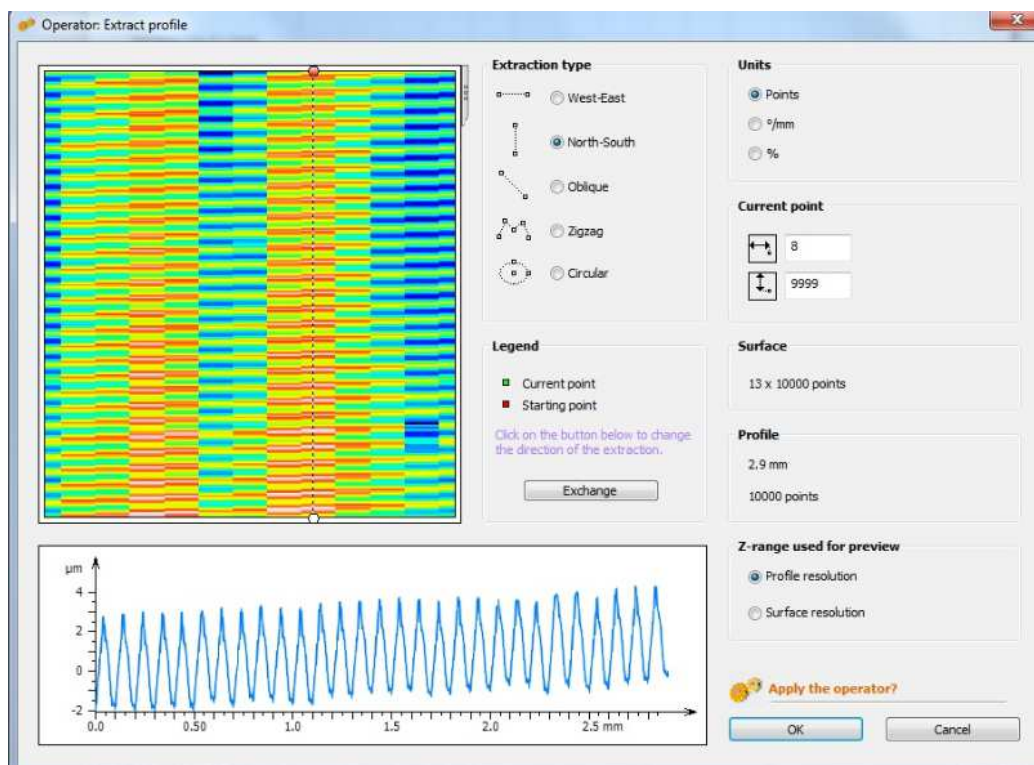 Operator: Extract profile
Extraction type
West-East
North-South
Oblique
Zigzag
Circular
Legend
Current point
Starting point
Click on the button below to change
the direction of the extraction.
Exchange
Units
Points
°/mm
%
Current point
8
9999
Surface
13 x 10000 points
Profile
2.9 mm
10000 points
Z-range used for preview
Profile resolution
Surface resolution
Apply the operator?
OK Cancel
µm
4
2
0
-2
0.0 0.50 1.0 1.50 2.0 2.5 mm